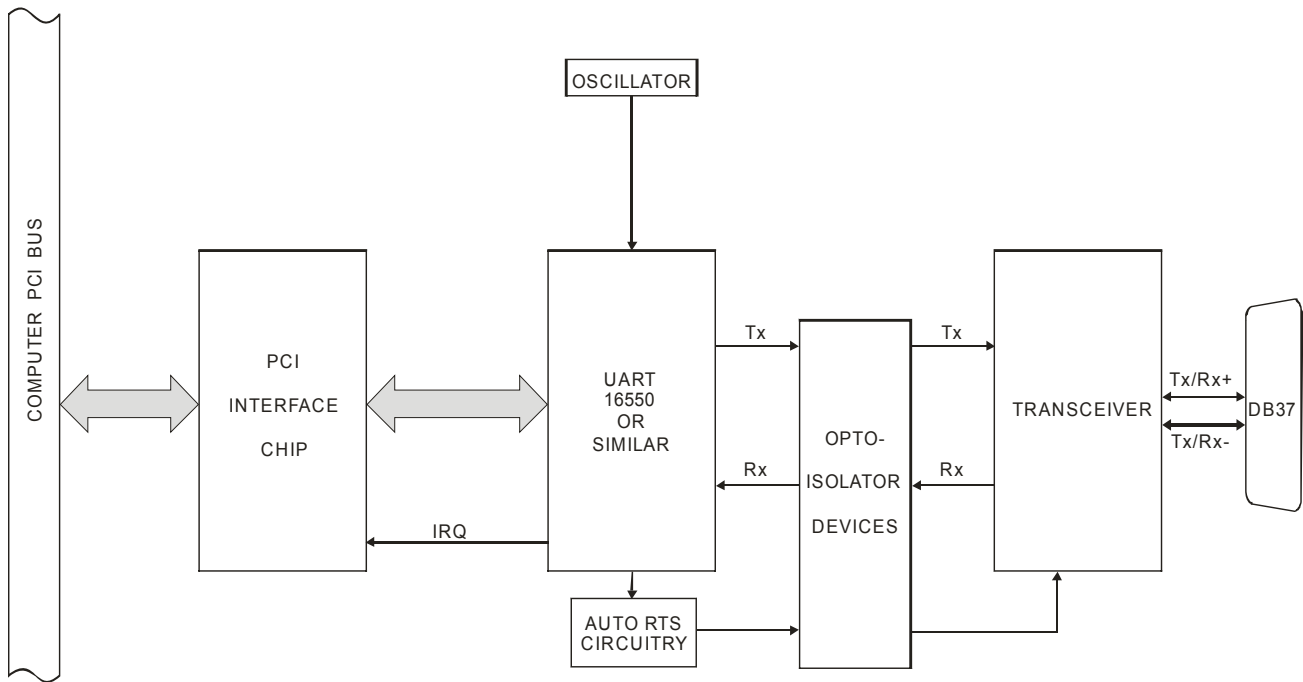 COMPUTER PCI BUS
OSCILLATOR
PCI
INTERFACE
CHIP
UART
16550
OR
SIMILAR
IRQ
AUTO RTS
CIRCUITRY
Tx
Rx
OPTO-
ISOLATOR
DEVICES
Tx
Rx
TRANSCEIVER
Tx/Rx+
Tx/Rx-
DB37